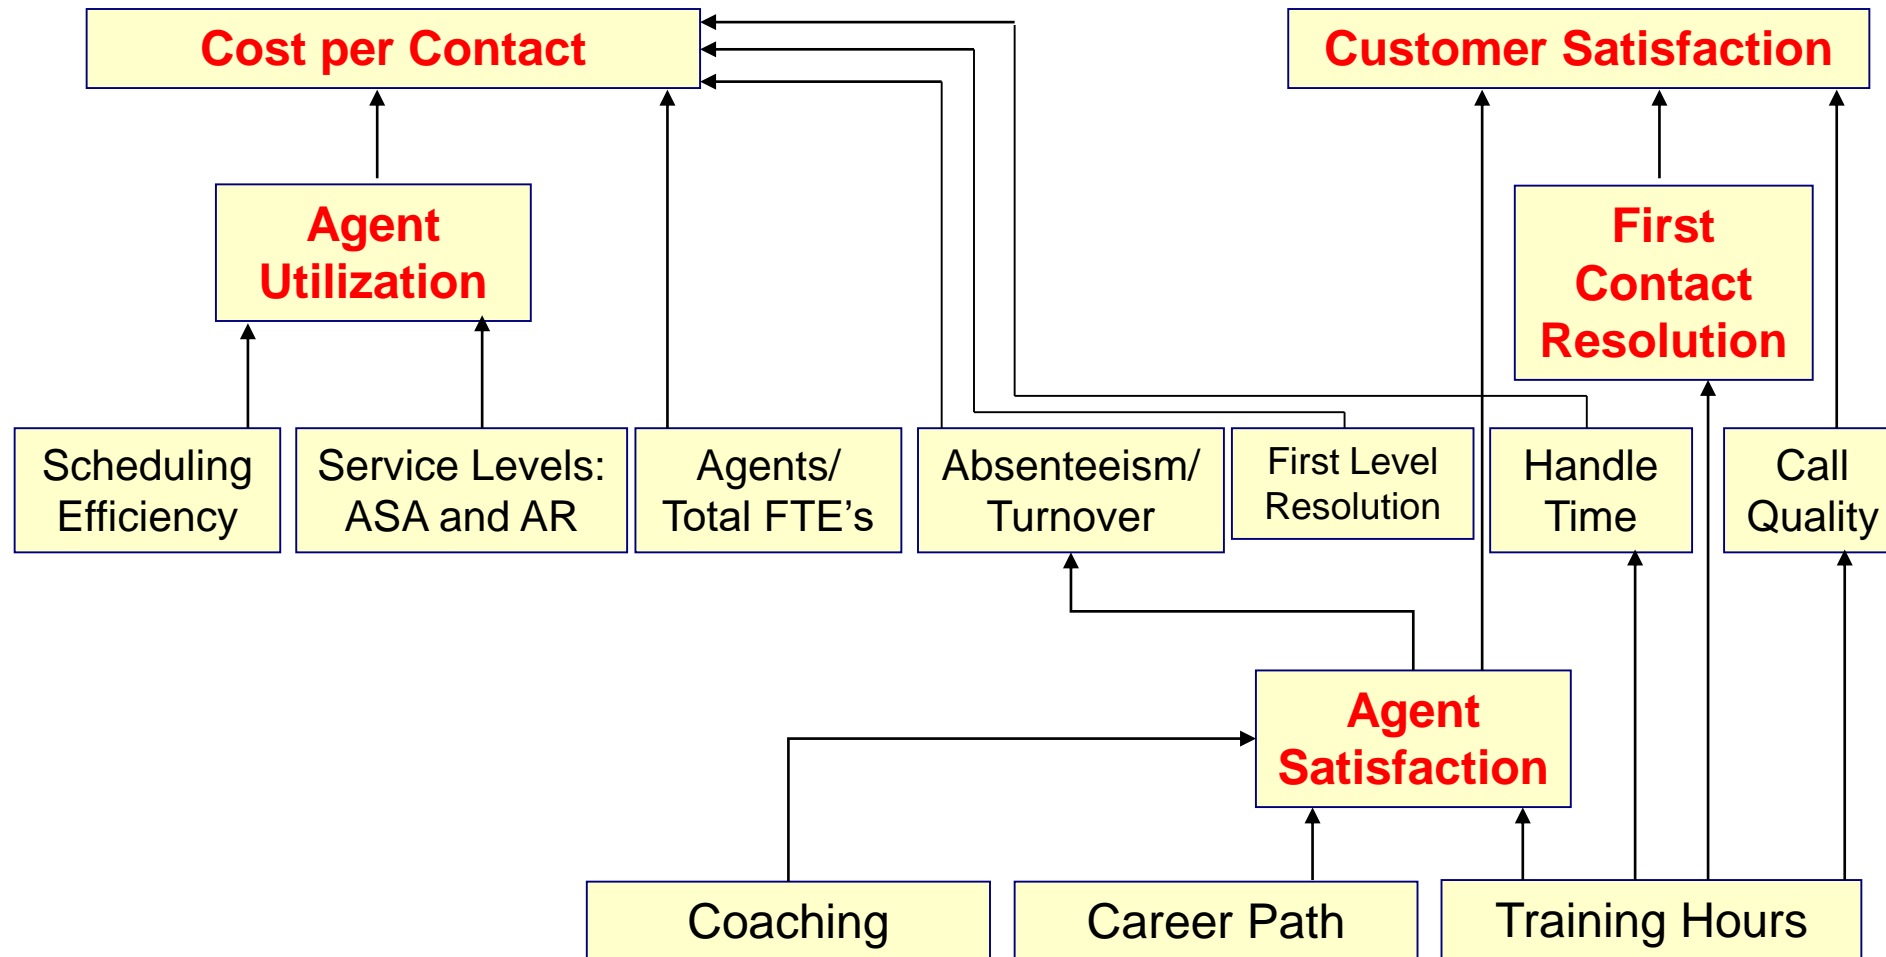 Cost per Contact
Customer Satisfaction
Agent
Utilization
First
Contact
Resolution
Scheduling
Efficiency
Service Levels:
ASA and AR
Agents/
Total FTE’s
Absenteeism/
Turnover
First Level
Resolution
Handle
Time
Call
Quality
Agent
Satisfaction
Coaching
Career Path
Training Hours